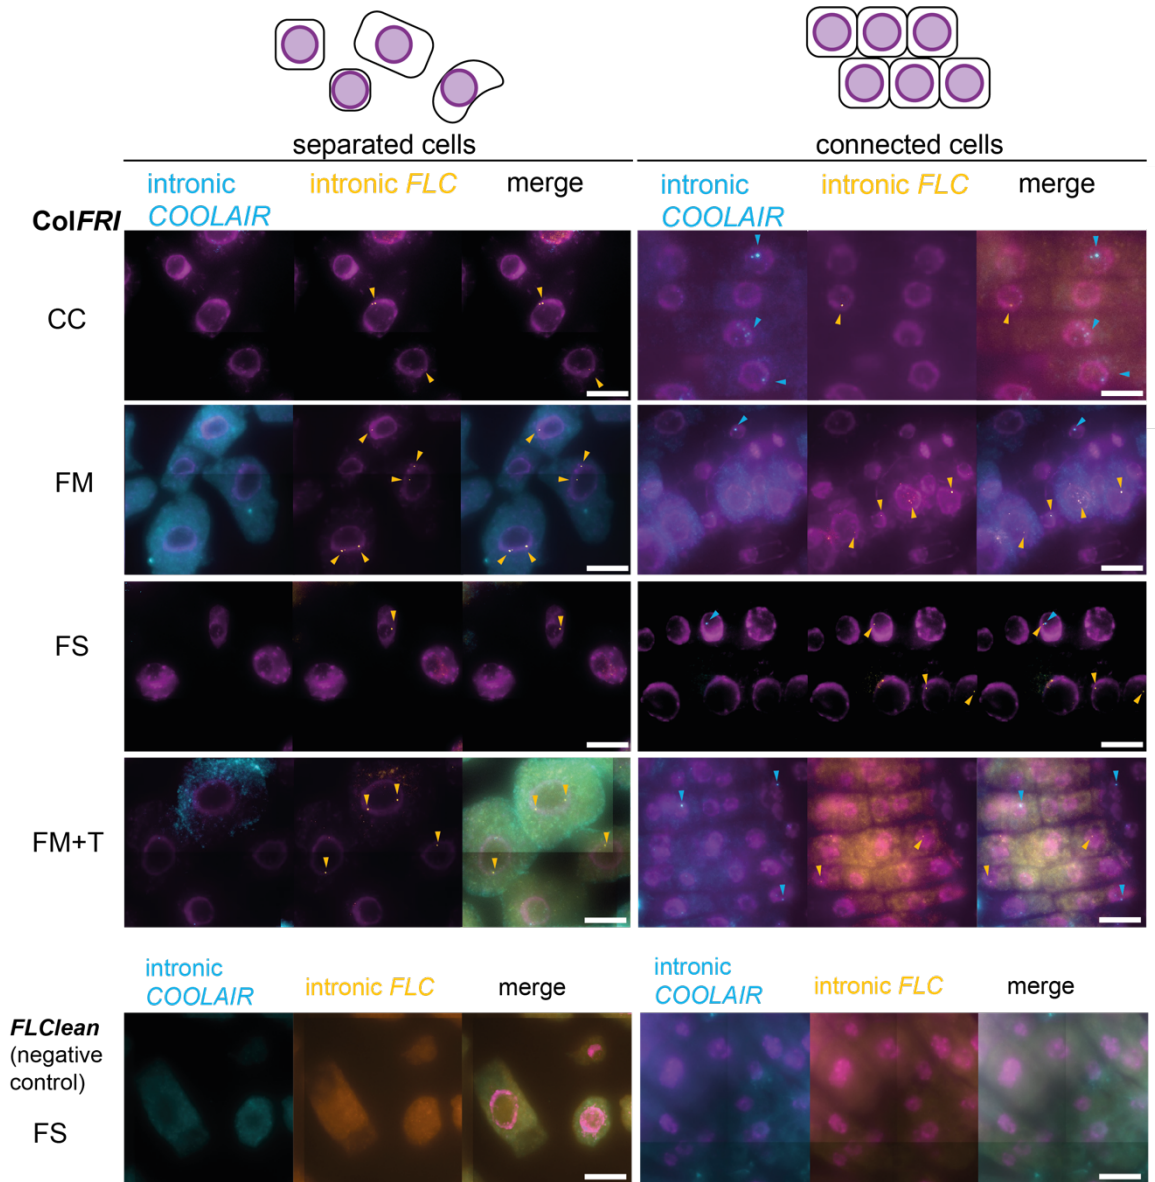 separated cells
connected cells
intronic
COOLAIR
intronic FLC
merge
intronic
COOLAIR
intronic FLC
merge
ColFRI
CC
FM
FS
FM+T
intronic
COOLAIR
intronic FLC
merge
intronic
COOLAIR
intronic FLC
merge
FLClean
(negative
control)
FS